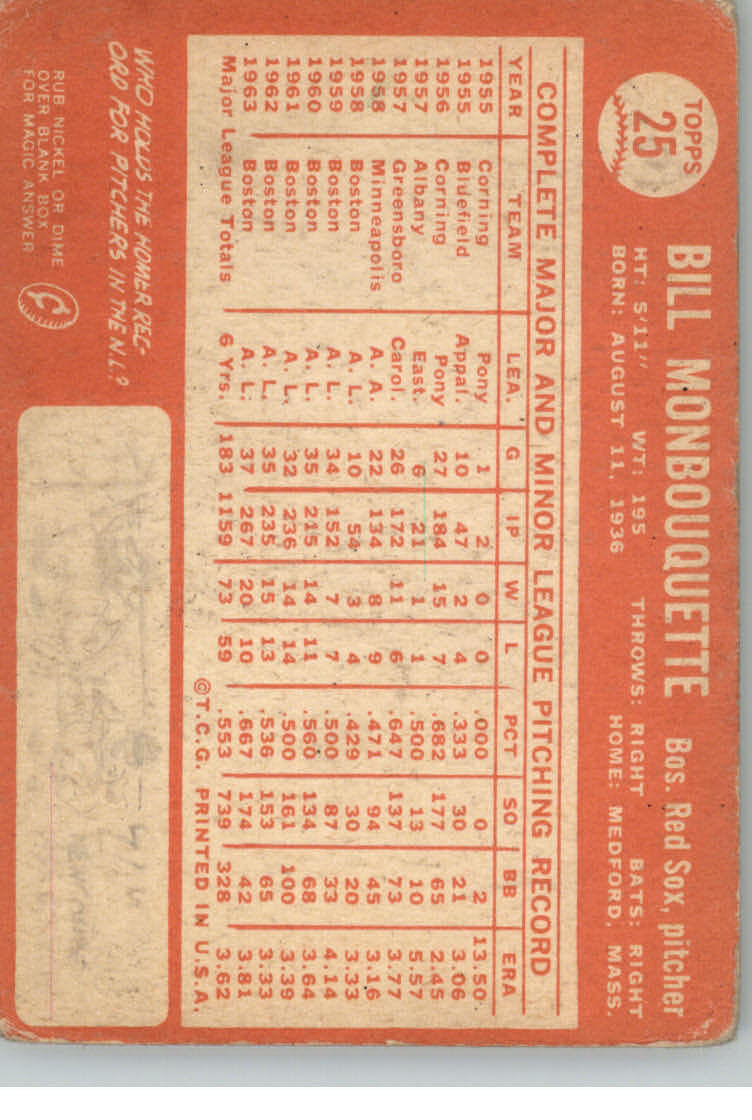 TOPPS
25
BILL MONBOUQUETTE Bos. Red Sox, pitcher
HT: 5'11" WT: 195 THROWS: RIGHT BATS: RIGHT
BORN: AUGUST 11, 1936 HOME: MEDFORD, MASS.
COMPLETE MAJOR AND MINOR LEAGUE PITCHING RECORD
YEAR TEAM LEA. G IP W L PCT SO BB ERA
1955 Corning Pony 1 2 0 0 .000 0 2 13.50
1955 Bluefield Appal. 10 47 2 4 .333 30 21 3.06
1956 Corning Pony 27 184 15 7 .682 177 65 2.45
1957 Albany East. 6 21 1 1 .500 13 10 5.57
1957 Greensboro Carol. 26 172 11 6 .647 137 73 3.77
1958 Minneapolis A. A. 22 134 8 9 .471 94 45 3.16
1958 Boston A. L. 10 54 3 4 .429 30 20 3.33
1959 Boston A. L. 34 152 7 7 .500 87 33 4.14
1960 Boston A. L. 35 215 14 11 .560 134 68 3.64
1961 Boston A. L. 32 236 14 14 .500 161 100 3.39
1962 Boston A. L. 35 235 15 13 .536 153 65 3.33
1963 Boston A. L. 37 267 20 10 .667 174 42 3.81
Major League Totals 6 Yrs. 183 1159 73 59 .553 739 328 3.62
©T.C.G. PRINTED IN U.S.A.
WHO HOLDS THE HOMER REC-
ORD FOR PITCHERS IN THE N.L.?
RUB NICKEL OR DIME
OVER BLANK BOX
FOR MAGIC ANSWER